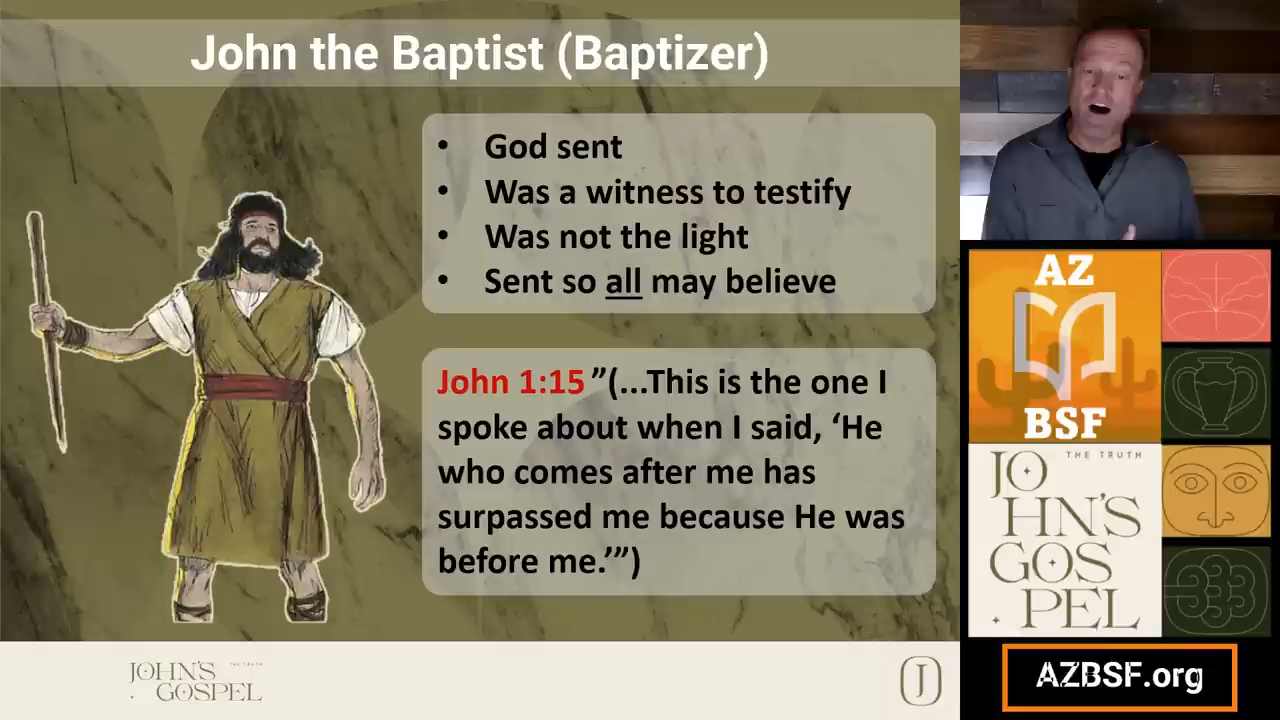 John the Baptist (Baptizer)
• God sent
• Was a witness to testify
• Was not the light
• Sent so all may believe
John 1:15 ”(...This is the one I
spoke about when I said, ‘He
who comes after me has
surpassed me because He was
before me.’”)
JOHN'S THE TRUTH
GOSPEL
J
AZ
BSF
JO THE TRUTH
HN'S
GOS
PEL
AZBSF.org